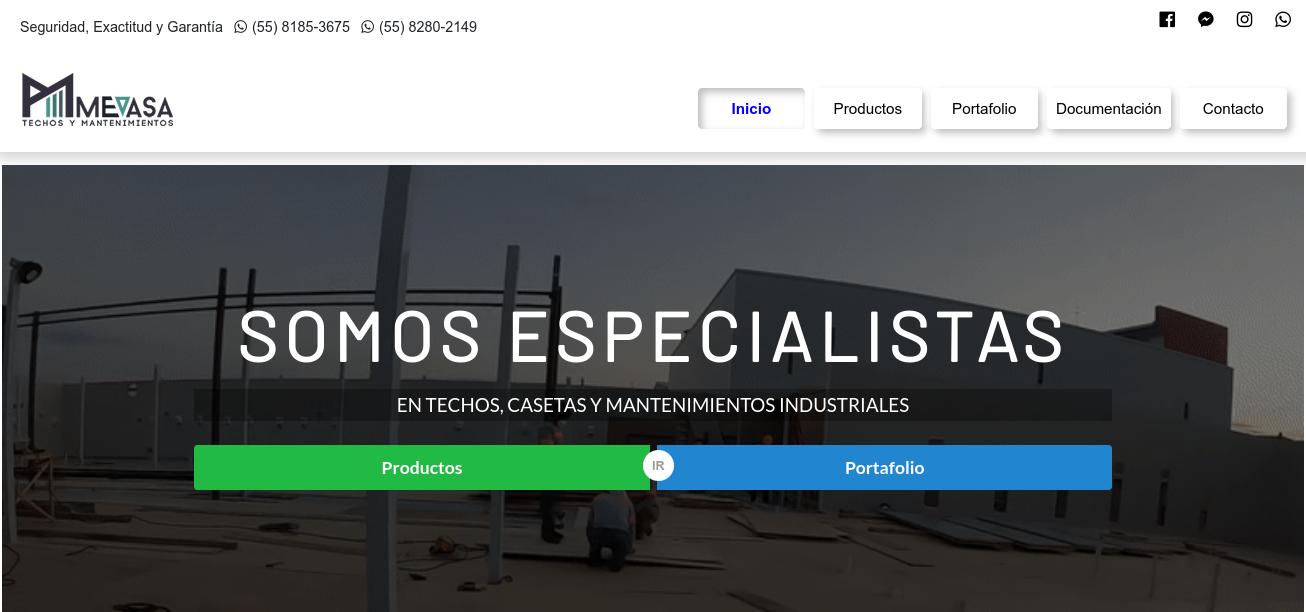 Seguridad, Exactitud y Garantía (55) 8185-3675 (55) 8280-2149
MEVASA
TECHOS Y MANTENIMIENTOS
Inicio Productos Portafolio Documentación Contacto
SOMOS ESPECIALISTAS
EN TECHOS, CASETAS Y MANTENIMIENTOS INDUSTRIALES
Productos IR Portafolio